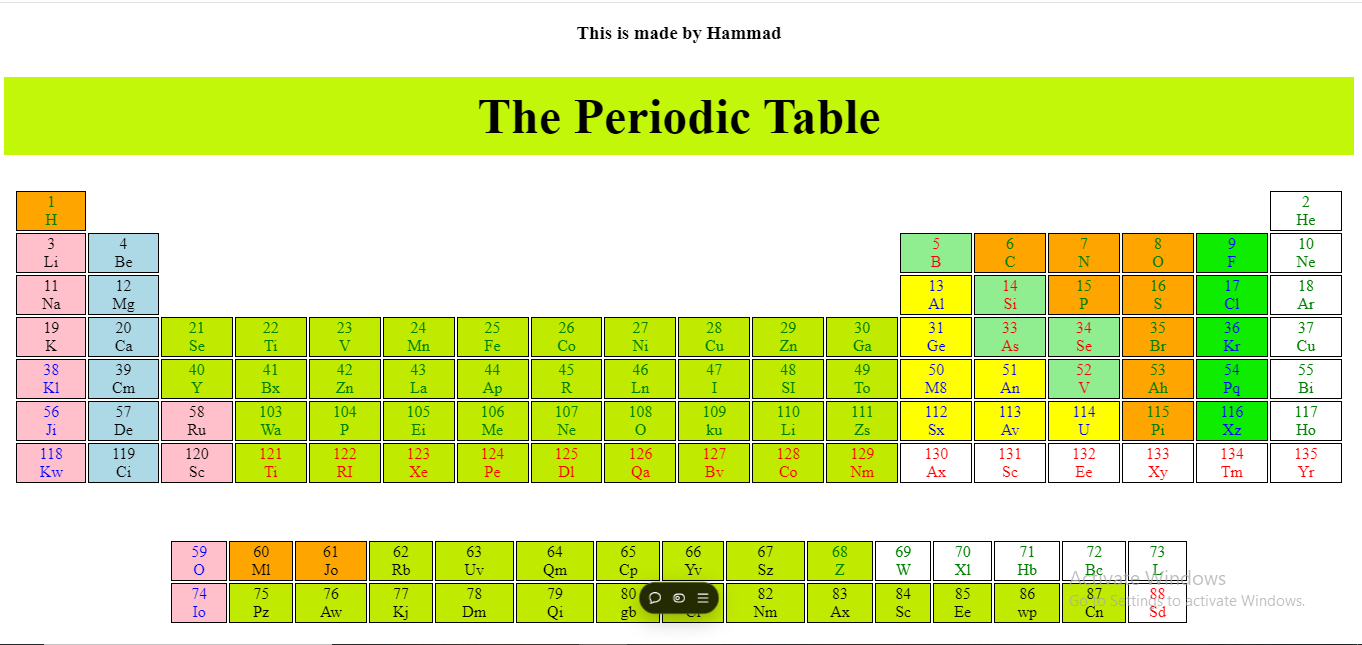 This is made by Hammad
The Periodic Table
1 2
H He
3 4 5 6 7 8 9 10
Li Be B C N O F Ne
11 12 13 14 15 16 17 18
Na Mg Al Si P S Cl Ar
19 20 21 22 23 24 25 26 27 28 29 30 31 33 34 35 36 37
K Ca Se Ti V Mn Fe Co Ni Cu Zn Ga Ge As Se Br Kr Cu
38 39 40 41 42 43 44 45 46 47 48 49 50 51 52 53 54 55
Kl Cm Y Bx Zn La Ap R Ln I SI To M8 An V Ah Pq Bi
56 57 58 103 104 105 106 107 108 109 110 111 112 113 114 115 116 117
Ji De Ru Wa P Ei Me Ne O ku Li Zs Sx Av U Pi Xz Ho
118 119 120 121 122 123 124 125 126 127 128 129 130 131 132 133 134 135
Kw Ci Sc Ti RI Xe Pe Dl Qa Bv Co Nm Ax Sc Ee Xy Tm Yr
59 60 61 62 63 64 65 66 67 68 69 70 71 72 73
O Ml Jo Rb Uv Qm Cp Yv Sz Z W Xl Hb Bc L
74 75 76 77 78 79 80 82 83 84 85 86 87 88
Io Pz Aw Kj Dm Qi gb Nm Ax Sc Ee wp Cn Sd
Activate Windows
Go to Settings to activate Windows.